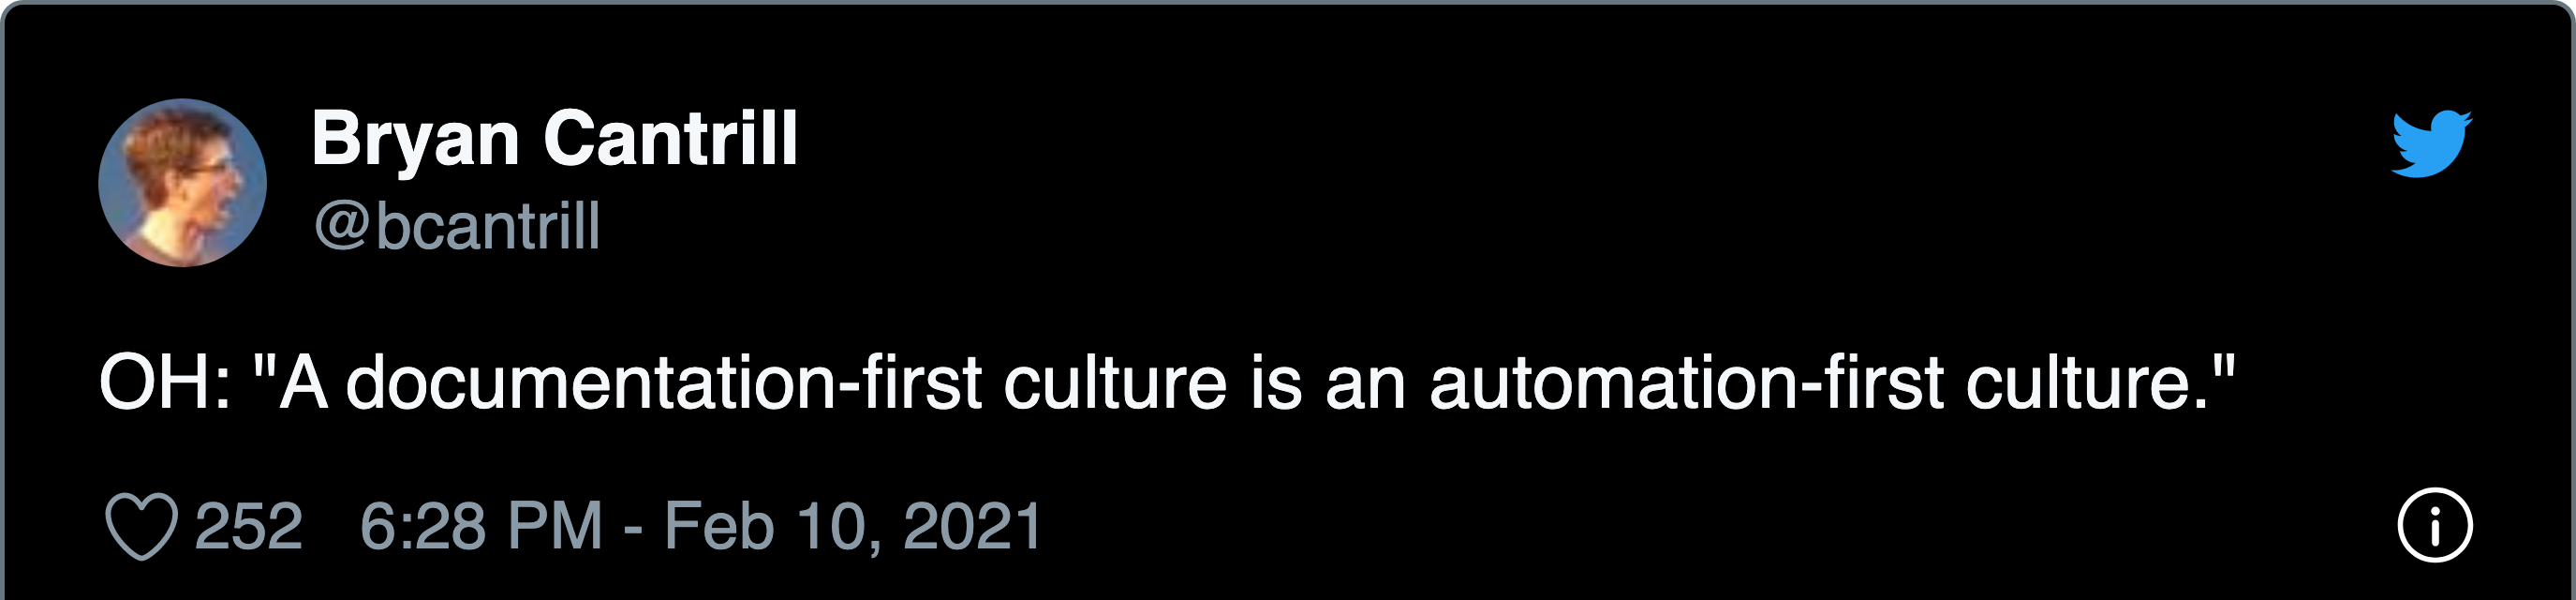 Bryan Cantrill
@bcantrill
OH: "A documentation-first culture is an automation-first culture."
252 6:28 PM - Feb 10, 2021